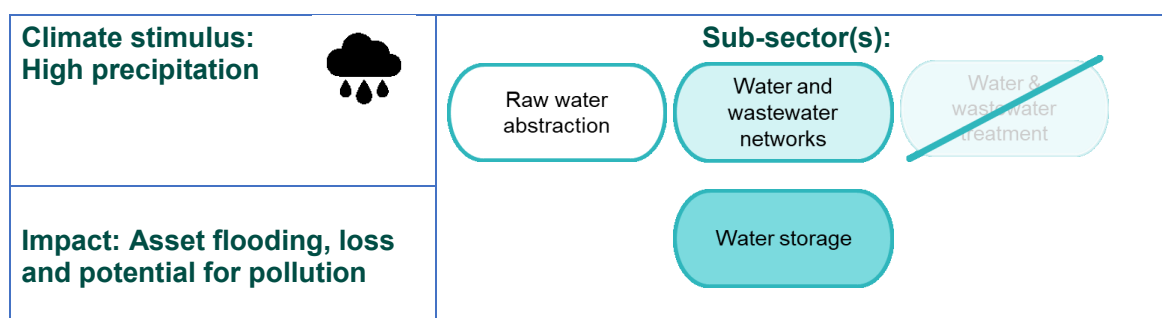 Climate stimulus:
High precipitation
Sub-sector(s):
Raw water
abstraction
Water and
wastewater
networks
Water &
wastewater
treatment
Water storage
Impact: Asset flooding, loss
and potential for pollution